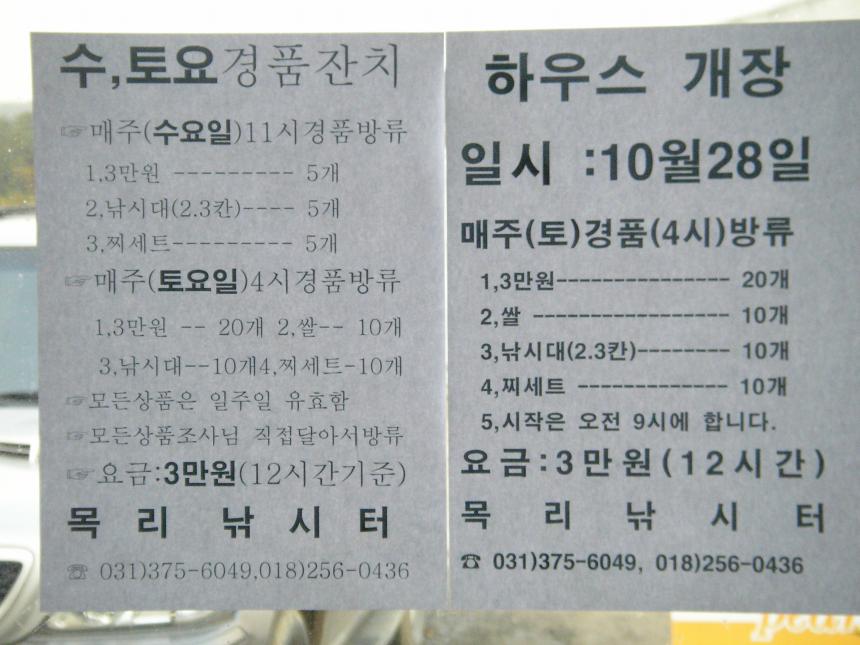 수,토요경품잔치
☞매주(수요일)11시경품방류
1,3만원 --------- 5개
2,낚시대(2.3칸)---- 5개
3,찌세트---------- 5개
☞매주(토요일)4시경품방류
1,3만원 -- 20개 2,쌀-- 10개
3,낚시대--10개4,찌세트-10개
☞모든상품은 일주일 유효함
☞모든상품조사님 직접달아서방류
☞요금:3만원(12시간기준)
목 리 낚 시 터
☎ 031)375-6049,018)256-0436
하우스 개장
일시 :10월28일
매주(토)경품(4시)방류
1,3만원---------------- 20개
2,쌀 ------------------ 10개
3,낚시대(2.3칸)-------- 10개
4,찌세트 -------------- 10개
5,시작은 오전 9시에 합니다.
요금:3만원(12시간)
목 리 낚 시 터
☎ 031)375-6049, 018)256-0436